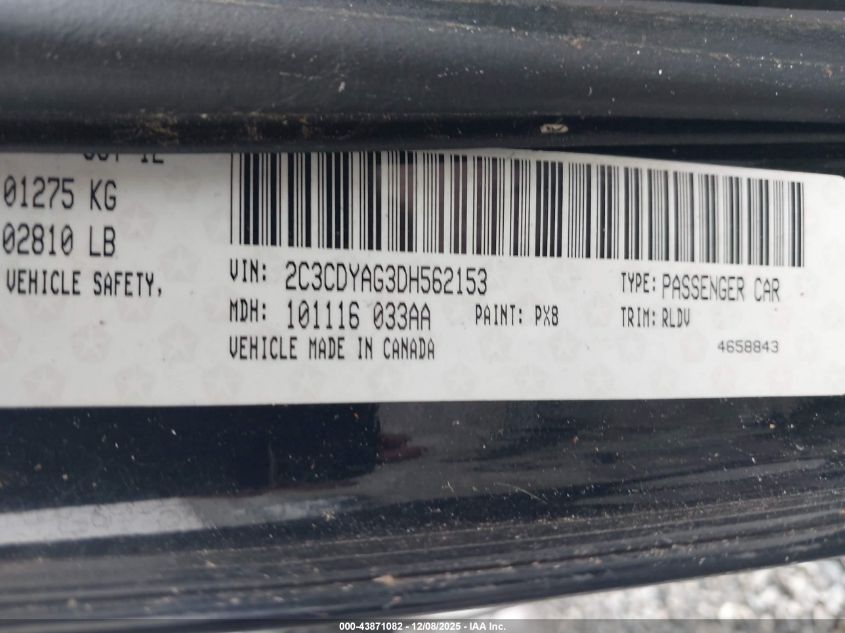 01275 KG
02810 LB
VEHICLE SAFETY,
VIN: 2C3CDYAG3DH562153 TYPE: PASSENGER CAR
MDH: 101116 033AA PAINT: PX8 TRIM: RLDV
VEHICLE MADE IN CANADA 4658843
000-43871082 | 12/08/2025 - IAA Inc.